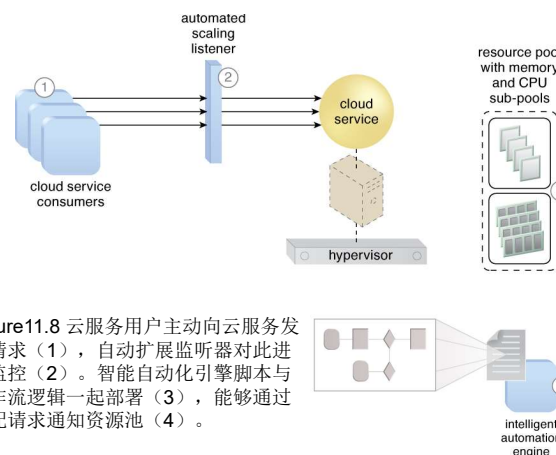 automated
scaling
listener
resource poo
with memory
and CPU
sub-pools
1
2
cloud
service
cloud service
consumers
hypervisor
ure11.8 云服务用户主动向云服务发
请求（1），自动扩展监听器对此进
监控（2）。智能自动化引擎脚本与
作流逻辑一起部署（3），能够通过
配请求通知资源池（4）。
intelligent
automation
engine